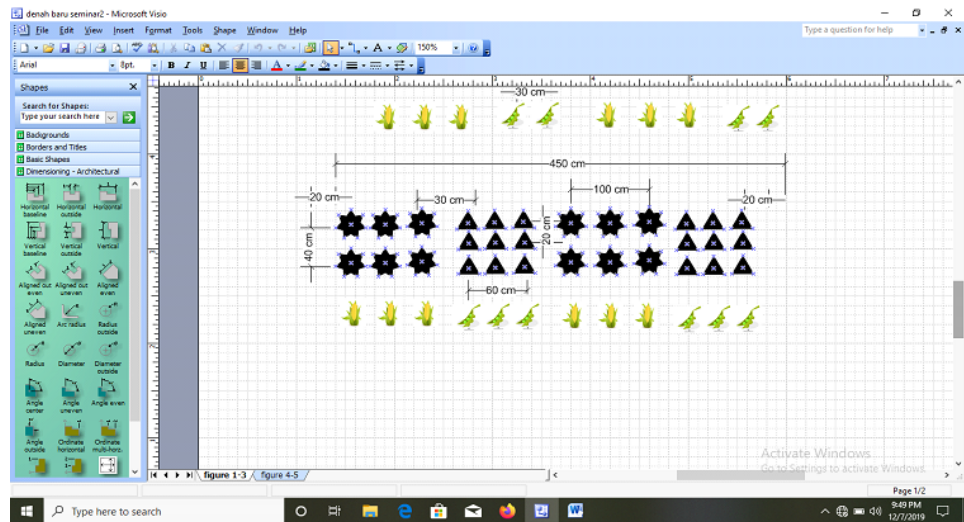 denah baru seminar2 - Microsoft Visio
File Edit View Insert Format Tools Shape Window Help
Type a question for help
150%
Arial
8pt.
B I U
Shapes
Search for Shapes:
Type your search here
Backgrounds
Borders and Titles
Basic Shapes
Dimensioning - Architectural
Horizontal baseline
Horizontal outside
Horizontal
Vertical baseline
Vertical outside
Vertical
Aligned out even
Aligned out uneven
Aligned even
Aligned uneven
Arc radius
Radius outside
Radius
Diameter
Diameter outside
Angle center
Angle uneven
Angle even
Angle outside
Ordinate horizontal
Ordinate multi-horz.
30 cm
450 cm
20 cm
30 cm
100 cm
20 cm
40 cm
20 cm
60 cm
Activate Windows
Go to Settings to activate Windows.
figure 1-3
figure 4-5
Page 1/2
Type here to search
9:49 PM
12/7/2019